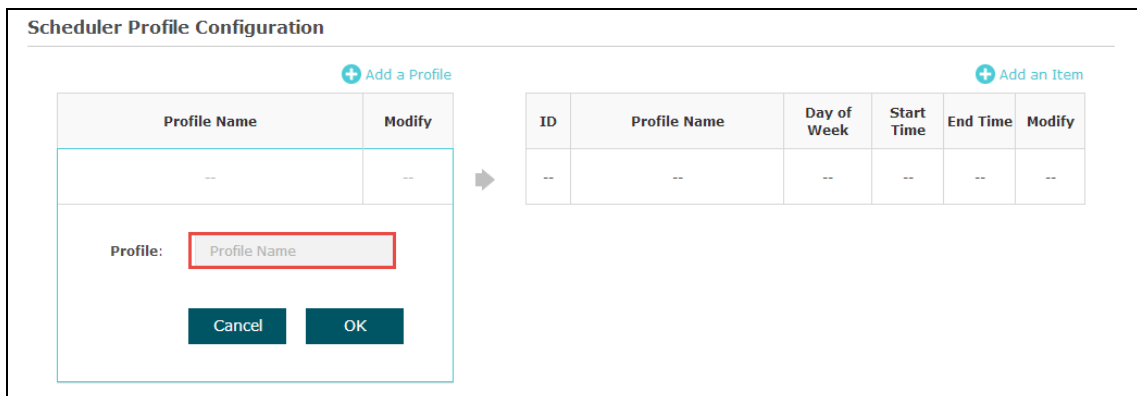 Scheduler Profile Configuration
Add a Profile
Add an Item
Profile Name Modify
ID Profile Name Day of Week Start Time End Time Modify
-- --
-- -- -- -- -- --
Profile: Profile Name
Cancel OK